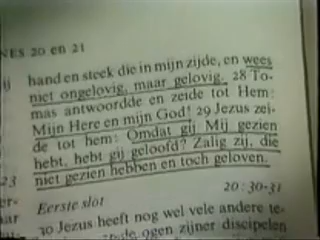 NES 20 en 21
hand en steek die in mijn zijde, en wees
niet ongelovig, maar gelovig. 28 To-
mas antwoordde en zeide tot Hem:
Mijn Here en mijn God! 29 Jezus zei-
de tot hem: Omdat gij Mij gezien
hebt, hebt gij geloofd? Zalig zij, die
niet gezien hebben en toch geloven.
20:30-31
Eerste slot
30 Jezus heeft nog wel vele andere te-
ogen zijner discipelen